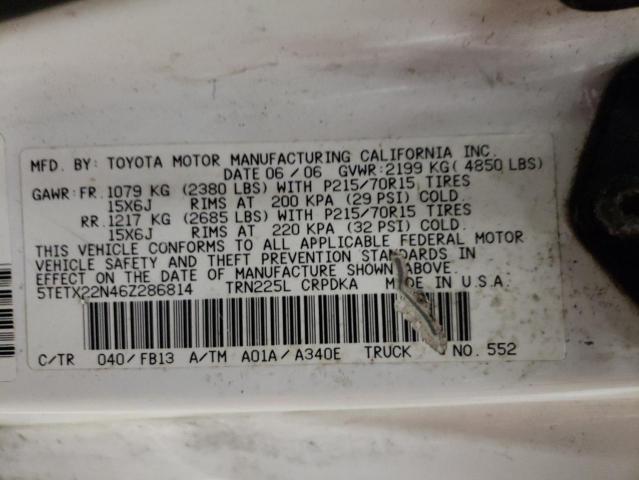 MFD. BY: TOYOTA MOTOR MANUFACTURING CALIFORNIA INC.
DATE 06/06 GVWR: 2199 KG( 4850 LBS)
GAWR: FR. 1079 KG (2380 LBS) WITH P215/70R15 TIRES
15X6J RIMS AT 200 KPA (29 PSI) COLD.
RR. 1217 KG (2685 LBS) WITH P215/70R15 TIRES
15X6J RIMS AT 220 KPA (32 PSI) COLD.
THIS VEHICLE CONFORMS TO ALL APPLICABLE FEDERAL MOTOR
VEHICLE SAFETY AND THEFT PREVENTION STANDARDS IN
EFFECT ON THE DATE OF MANUFACTURE SHOWN ABOVE.
5TETX22N46Z286814 TRN225L CRPDKA MADE IN U.S.A.
C/TR 040/FB13 A/TM A01A/A340E TRUCK NO. 552